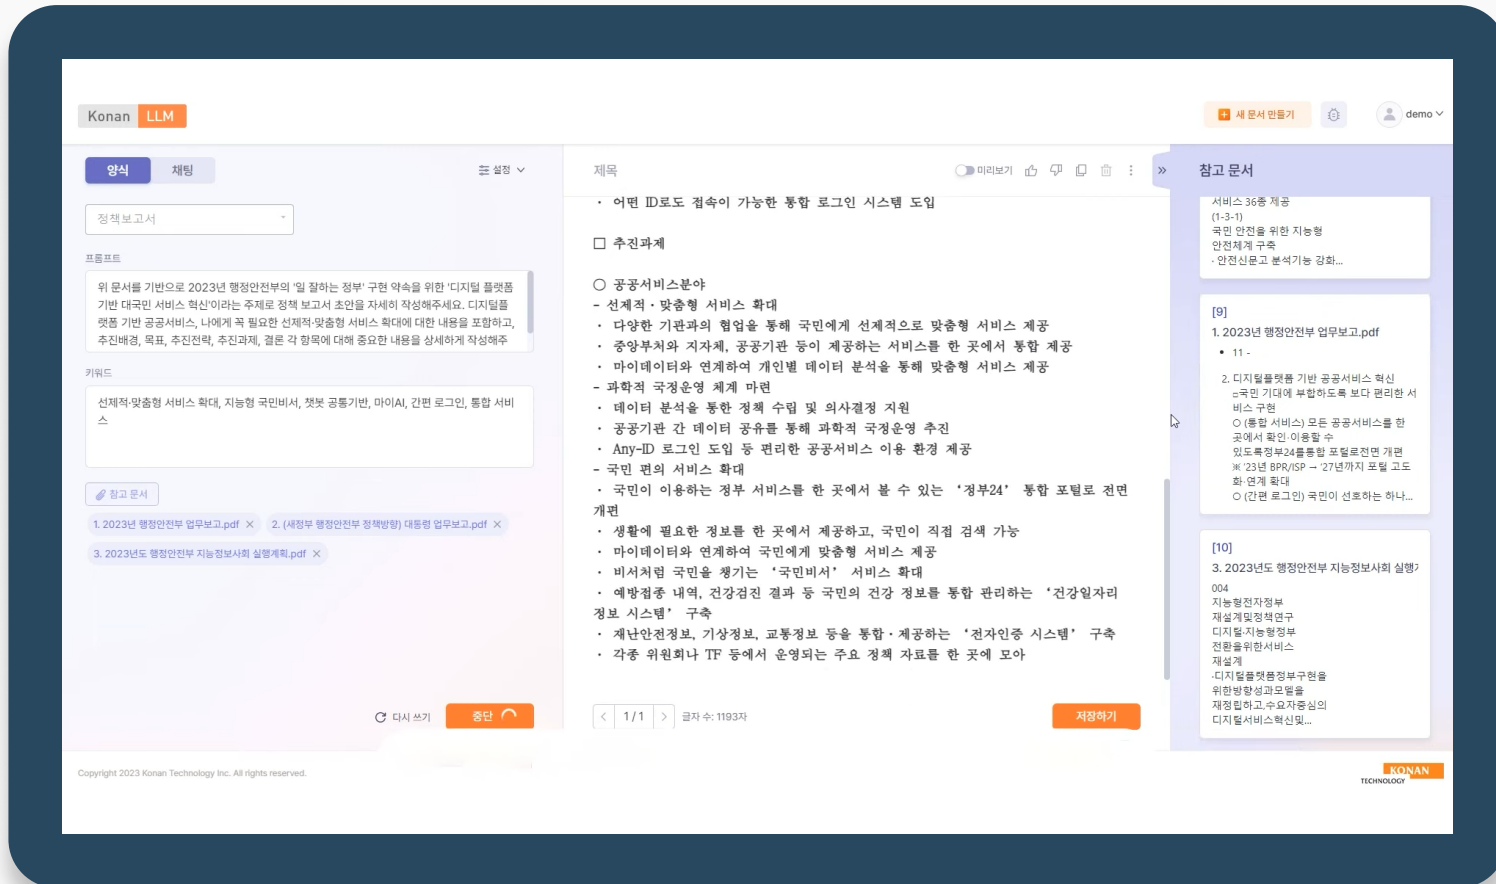 Konan LLM
새 문서 만들기
demo
양식
채팅
설정
정책보고서
프롬프트
위 문서를 기반으로 2023년 행정안전부의 '일 잘하는 정부' 구현 약속을 위한 '디지털 플랫폼
기반 대국민 서비스 혁신'이라는 주제로 정책 보고서 초안을 자세히 작성해주세요. 디지털플
랫폼 기반 공공서비스, 나에게 꼭 필요한 선제적·맞춤형 서비스 확대에 대한 내용을 포함하고,
추진배경, 목표, 추진전략, 추진과제, 결론 각 항목에 대해 중요한 내용을 상세하게 작성해주
키워드
선제적·맞춤형 서비스 확대, 지능형 국민비서, 챗봇 공통기반, 마이AI, 간편 로그인, 통합 서비
스
참고 문서
1. 2023년 행정안전부 업무보고.pdf ×
2. (새정부 행정안전부 정책방향) 대통령 업무보고.pdf ×
3. 2023년도 행정안전부 지능정보사회 실행계획.pdf ×
다시 쓰기
중단
제목
미리보기
· 어떤 ID로도 접속이 가능한 통합 로그인 시스템 도입
□ 추진과제
○ 공공서비스분야
- 선제적·맞춤형 서비스 확대
· 다양한 기관과의 협업을 통해 국민에게 선제적으로 맞춤형 서비스 제공
· 중앙부처와 지자체, 공공기관 등이 제공하는 서비스를 한 곳에서 통합 제공
· 마이데이터와 연계하여 개인별 데이터 분석을 통해 맞춤형 서비스 제공
- 과학적 국정운영 체계 마련
· 데이터 분석을 통한 정책 수립 및 의사결정 지원
· 공공기관 간 데이터 공유를 통해 과학적 국정운영 추진
· Any-ID 로그인 도입 등 편리한 공공서비스 이용 환경 제공
- 국민 편의 서비스 확대
· 국민이 이용하는 정부 서비스를 한 곳에서 볼 수 있는 '정부24' 통합 포털로 전면
개편
· 생활에 필요한 정보를 한 곳에서 제공하고, 국민이 직접 검색 가능
· 마이데이터와 연계하여 국민에게 맞춤형 서비스 제공
· 비서처럼 국민을 챙기는 '국민비서' 서비스 확대
· 예방접종 내역, 건강검진 결과 등 국민의 건강 정보를 통합 관리하는 '건강일자리
정보 시스템' 구축
· 재난안전정보, 기상정보, 교통정보 등을 통합·제공하는 '전자인증 시스템' 구축
· 각종 위원회나 TF 등에서 운영되는 주요 정책 자료를 한 곳에 모아
< 1 / 1 >
글자 수: 1193자
저장하기
» 참고 문서
서비스 36종 제공
(1-3-1)
국민 안전을 위한 지능형
안전체계 구축
· 안전신문고 분석기능 강화...
[9]
1. 2023년 행정안전부 업무보고.pdf
• 11 -
2. 디지털플랫폼 기반 공공서비스 혁신
□국민 기대에 부합하도록 보다 편리한 서
비스 구현
○ (통합 서비스) 모든 공공서비스를 한
곳에서 확인·이용할 수
있도록정부24를통합 포털로전면 개편
※ '23년 BPR/ISP → '27년까지 포털 고도
화·연계 확대
○ (간편 로그인) 국민이 선호하는 하나...
[10]
3. 2023년도 행정안전부 지능정보사회 실행
004
지능형전자정부
재설계및정책연구
디지털·지능형정부
전환을위한서비스
재설계
·디지털플랫폼정부구현을
위한방향성과모델을
재정립하고,수요자중심의
디지털서비스혁신및...
Copyright 2023 Konan Technology Inc. All rights reserved.
KONAN
TECHNOLOGY